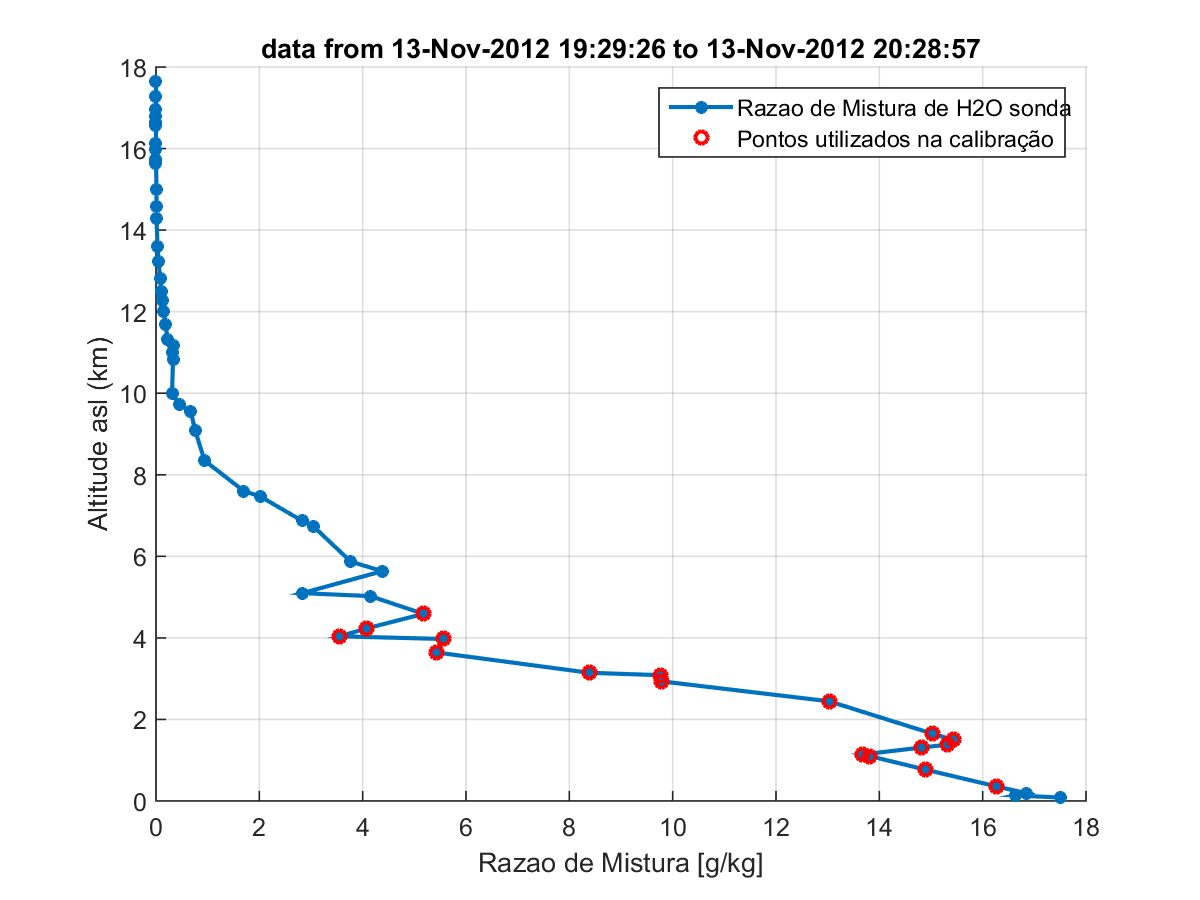 data from 13-Nov-2012 19:29:26 to 13-Nov-2012 20:28:57
Razao de Mistura de H2O sonda
Pontos utilizados na calibração
18
16
14
12
10
8
6
4
2
0
Altitude asl (km)
0 2 4 6 8 10 12 14 16 18
Razao de Mistura [g/kg]